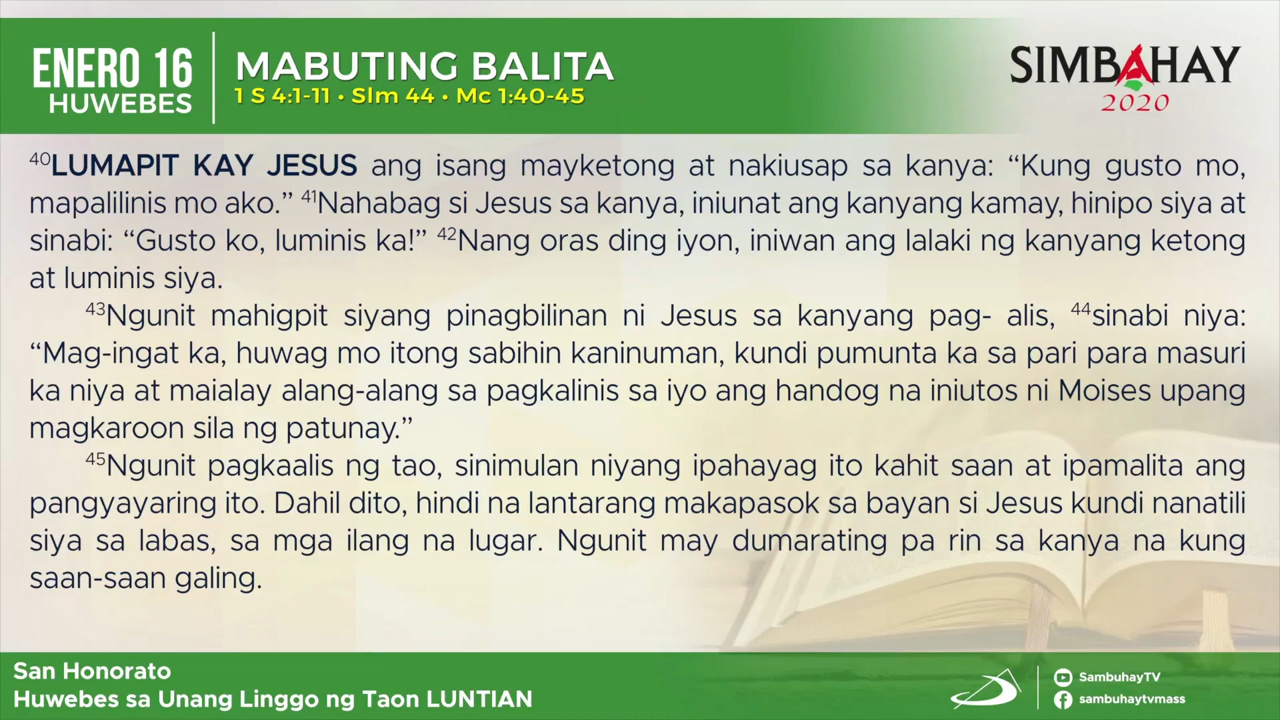 ENERO 16
HUWEBES
MABUTING BALITA
1 S 4:1-11 • Slm 44 • Mc 1:40-45
SIMBAHAY
2020
⁴⁰LUMAPIT KAY JESUS ang isang mayketong at nakiusap sa kanya: “Kung gusto mo,
mapalilinis mo ako.” ⁴¹Nahabag si Jesus sa kanya, iniunat ang kanyang kamay, hinipo siya at
sinabi: “Gusto ko, luminis ka!” ⁴²Nang oras ding iyon, iniwan ang lalaki ng kanyang ketong
at luminis siya.
⁴³Ngunit mahigpit siyang pinagbilinan ni Jesus sa kanyang pag- alis, ⁴⁴sinabi niya:
“Mag-ingat ka, huwag mo itong sabihin kaninuman, kundi pumunta ka sa pari para masuri
ka niya at maialay alang-alang sa pagkalinis sa iyo ang handog na iniutos ni Moises upang
magkaroon sila ng patunay.”
⁴⁵Ngunit pagkaalis ng tao, sinimulan niyang ipahayag ito kahit saan at ipamalita ang
pangyayaring ito. Dahil dito, hindi na lantarang makapasok sa bayan si Jesus kundi nanatili
siya sa labas, sa mga ilang na lugar. Ngunit may dumarating pa rin sa kanya na kung
saan-saan galing.
San Honorato
Huwebes sa Unang Linggo ng Taon LUNTIAN
SambuhayTV
sambuhaytvmass